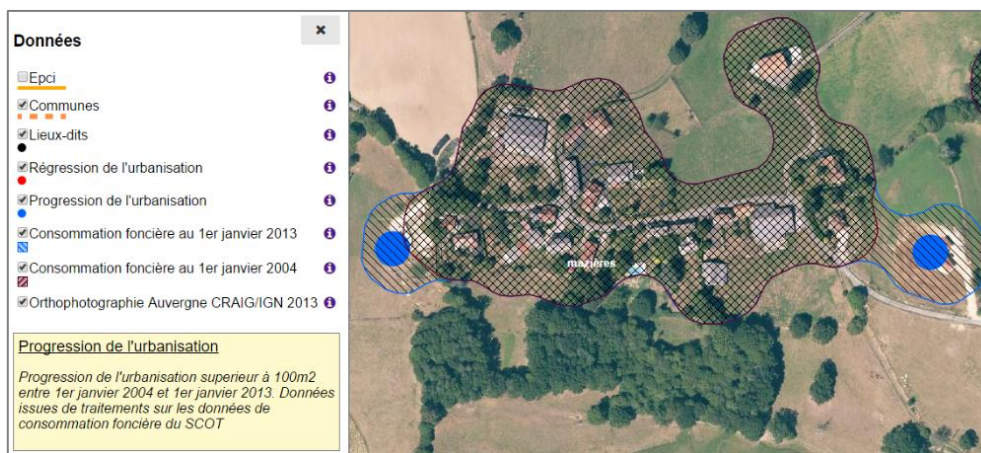 Données
×
Epci
Communes
Lieux-dits
Régression de l'urbanisation
Progression de l'urbanisation
Consommation foncière au 1er janvier 2013
Consommation foncière au 1er janvier 2004
Orthophotographie Auvergne CRAIG/IGN 2013
Progression de l'urbanisation
Progression de l'urbanisation superieur à 100m2
entre 1er janvier 2004 et 1er janvier 2013. Données
issues de traitements sur les données de
consommation foncière du SCOT
mazières